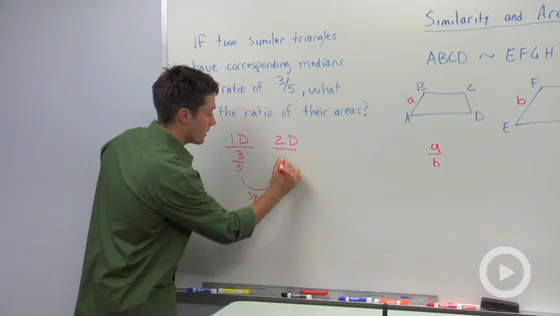 Similarity and Are
If two similar triangles
have corresponding medians
ratio of 3/5, what
the ratio of their areas?
ABCD ~ EFGH
B C
a
A D
F
b
E
1D 2D
3
5
a
b